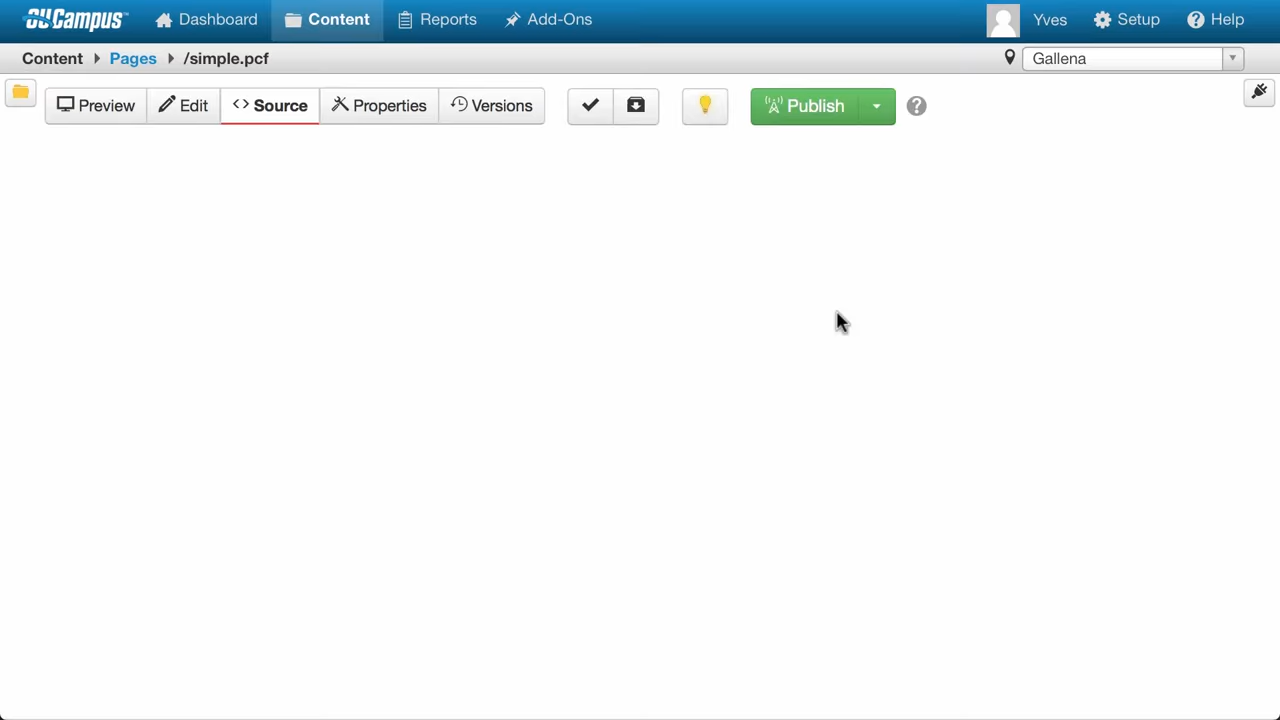 OU Campus™ Dashboard Content Reports Add-Ons Yves Setup Help
Content Pages /simple.pcf Gallena
Preview Edit <> Source Properties Versions Publish ?